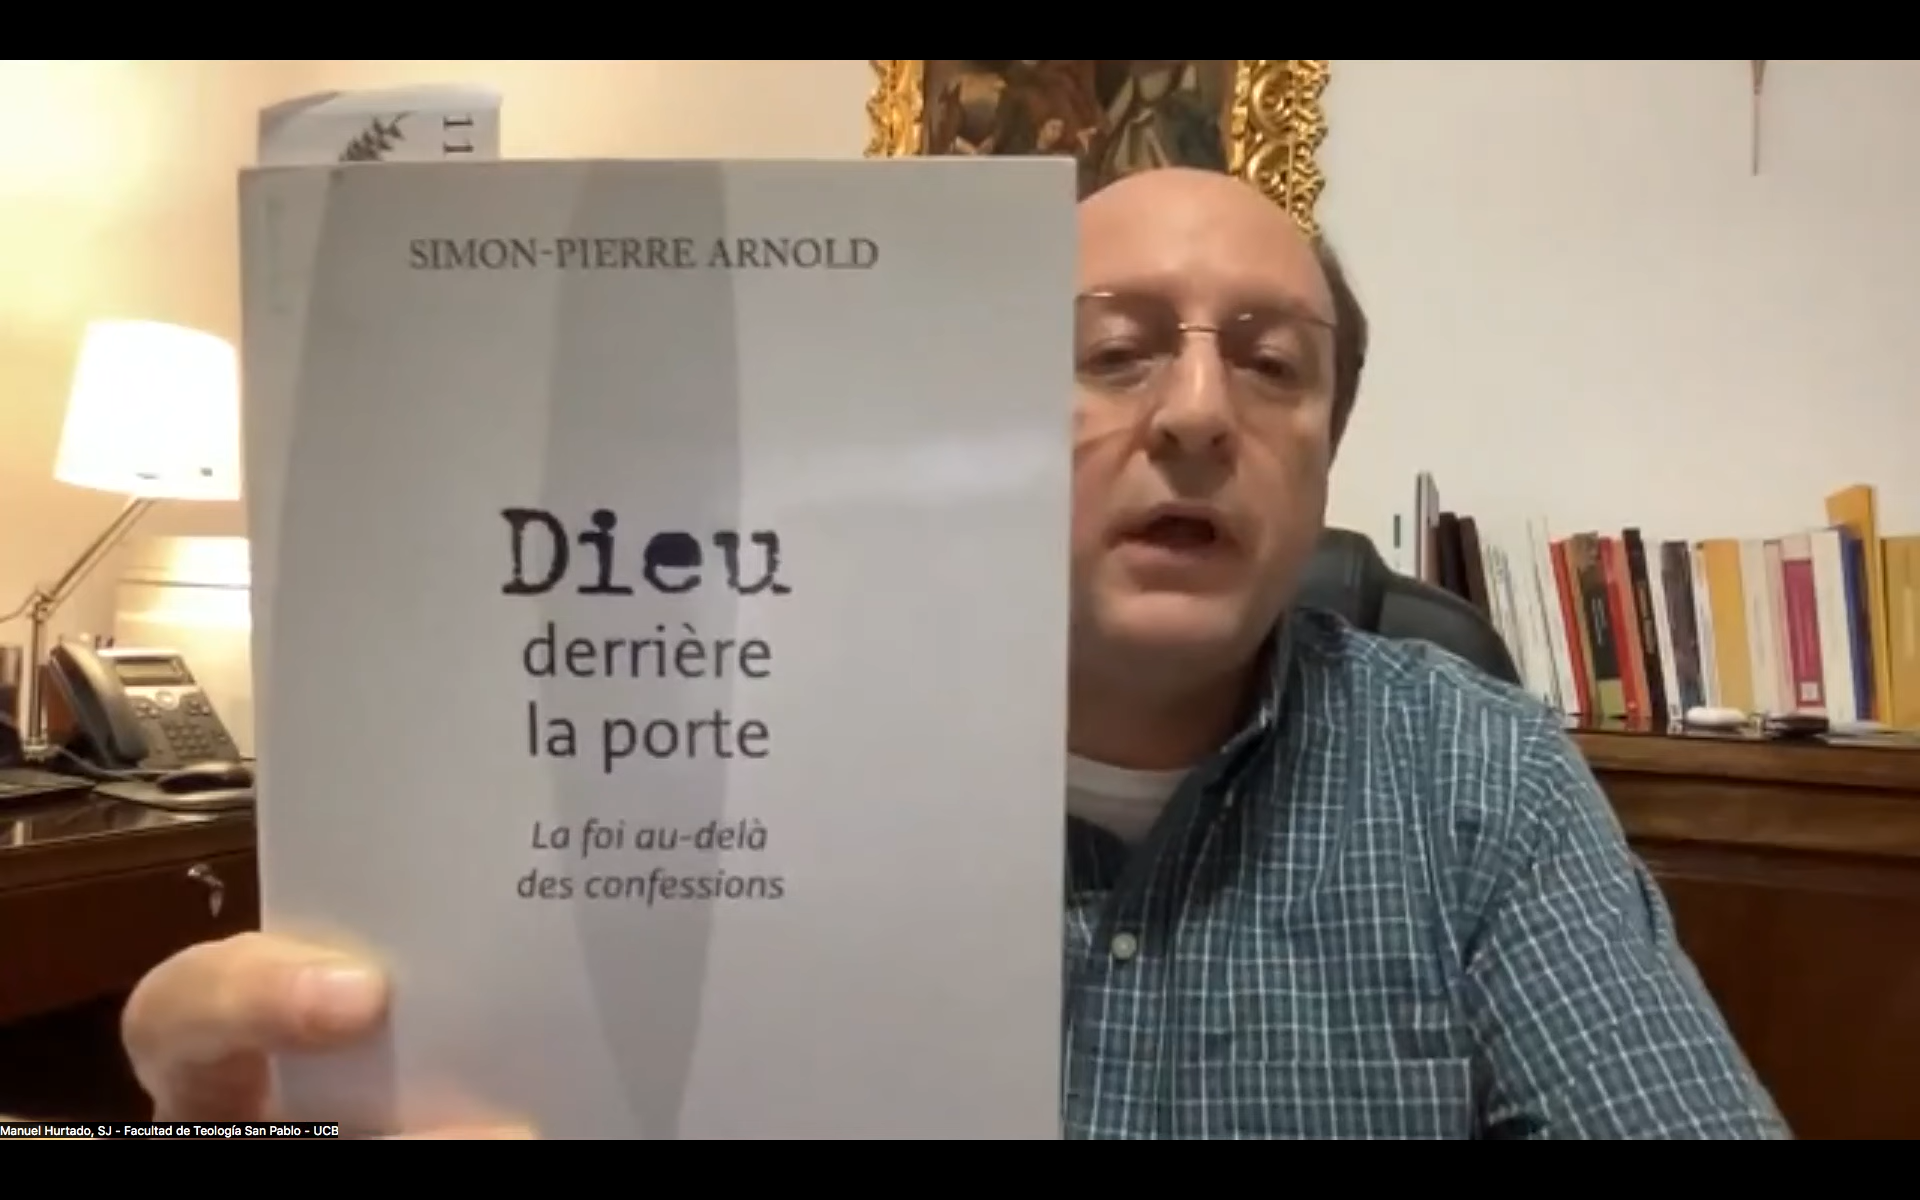 11
SIMON-PIERRE ARNOLD
Dieu
derrière
la porte
La foi au-delà
des confessions
Manuel Hurtado, SJ - Facultad de Teología San Pablo - UCB